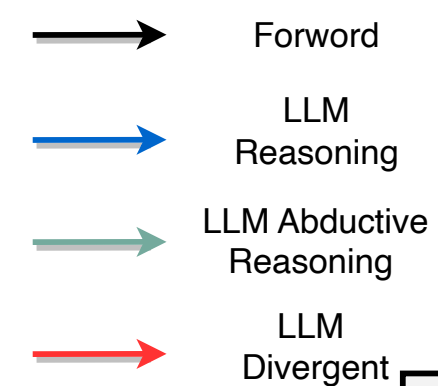 Forword
LLM
Reasoning
LLM Abductive
Reasoning
LLM
Divergent